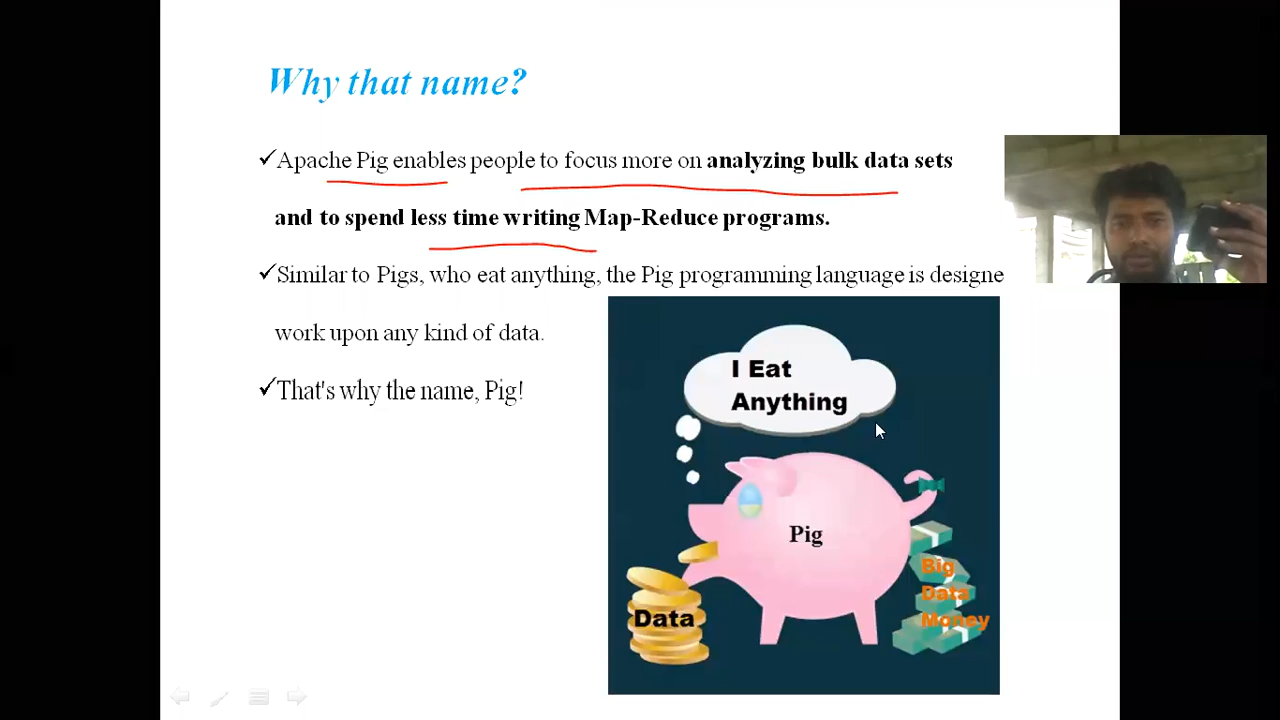 Why that name?
✓Apache Pig enables people to focus more on analyzing bulk data sets
and to spend less time writing Map-Reduce programs.
✓Similar to Pigs, who eat anything, the Pig programming language is designe
work upon any kind of data.
✓That's why the name, Pig!
I Eat
Anything
Pig
Data
Big
Data
Money